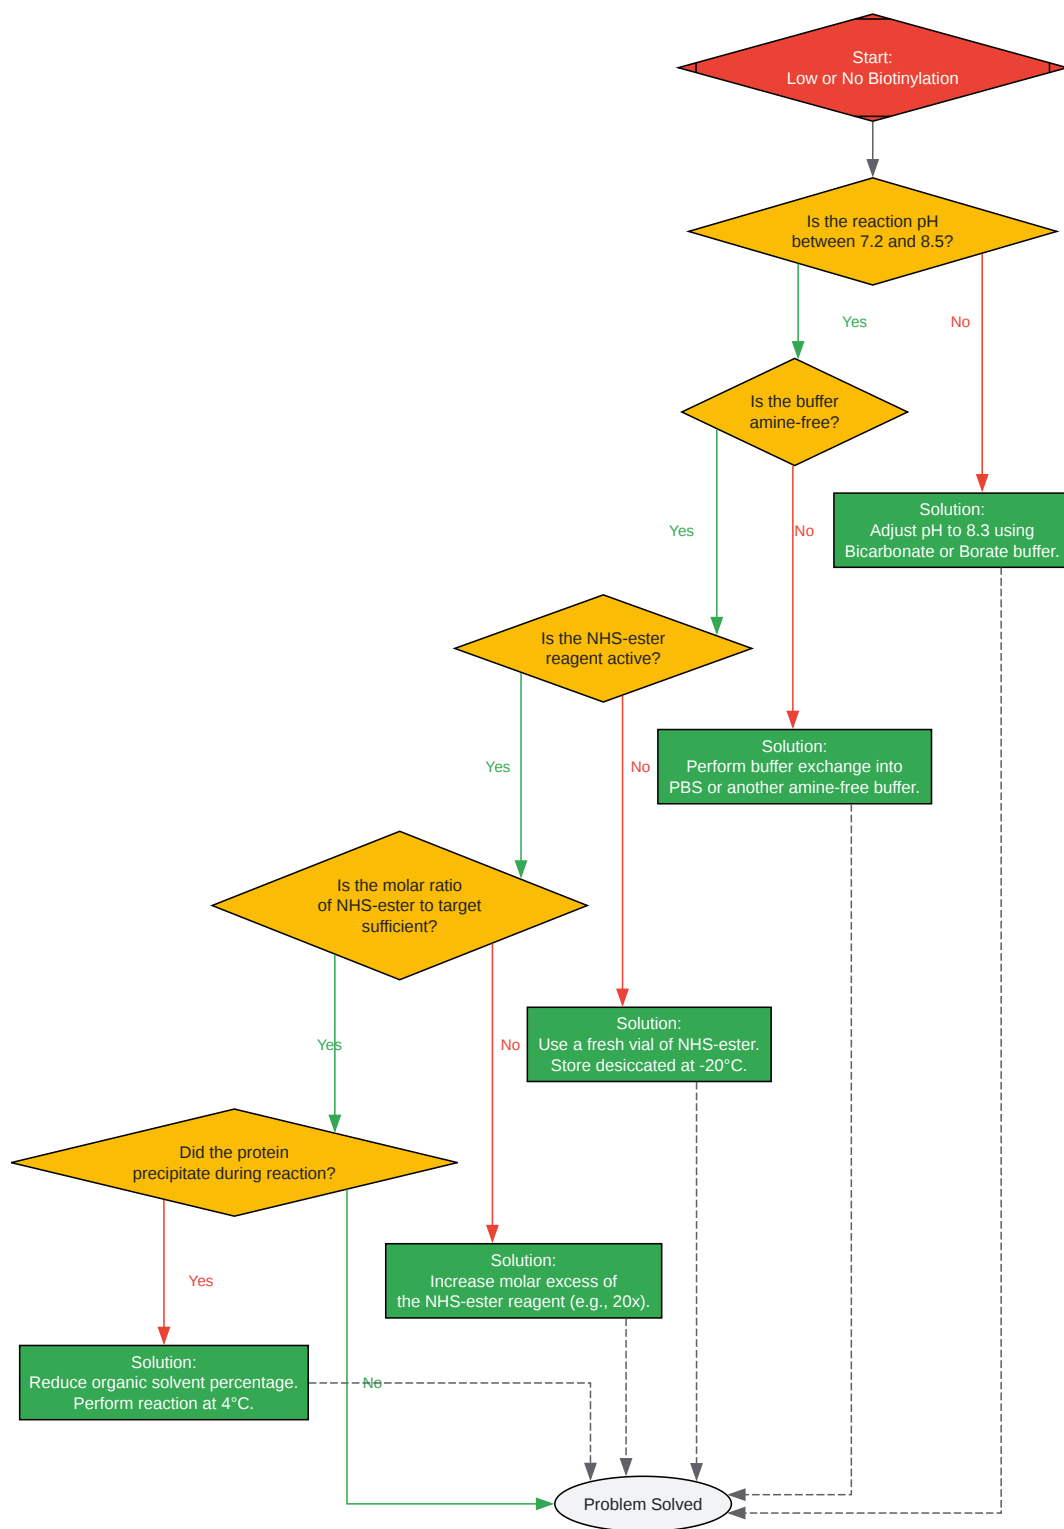 Start:
Low or No Biotinylation
Is the reaction pH
between 7.2 and 8.5?
Yes
No
Is the buffer
amine-free?
Solution:
Adjust pH to 8.3 using
Bicarbonate or Borate buffer.
Yes
No
Is the NHS-ester
reagent active?
Solution:
Perform buffer exchange into
PBS or another amine-free buffer.
Yes
No
Is the molar ratio
of NHS-ester to target
sufficient?
Solution:
Use a fresh vial of NHS-ester.
Store desiccated at -20°C.
Yes
No
Did the protein
precipitate during reaction?
Solution:
Increase molar excess of
the NHS-ester reagent (e.g., 20x).
Yes
Solution:
Reduce organic solvent percentage.
Perform reaction at 4°C.
No
Problem Solved